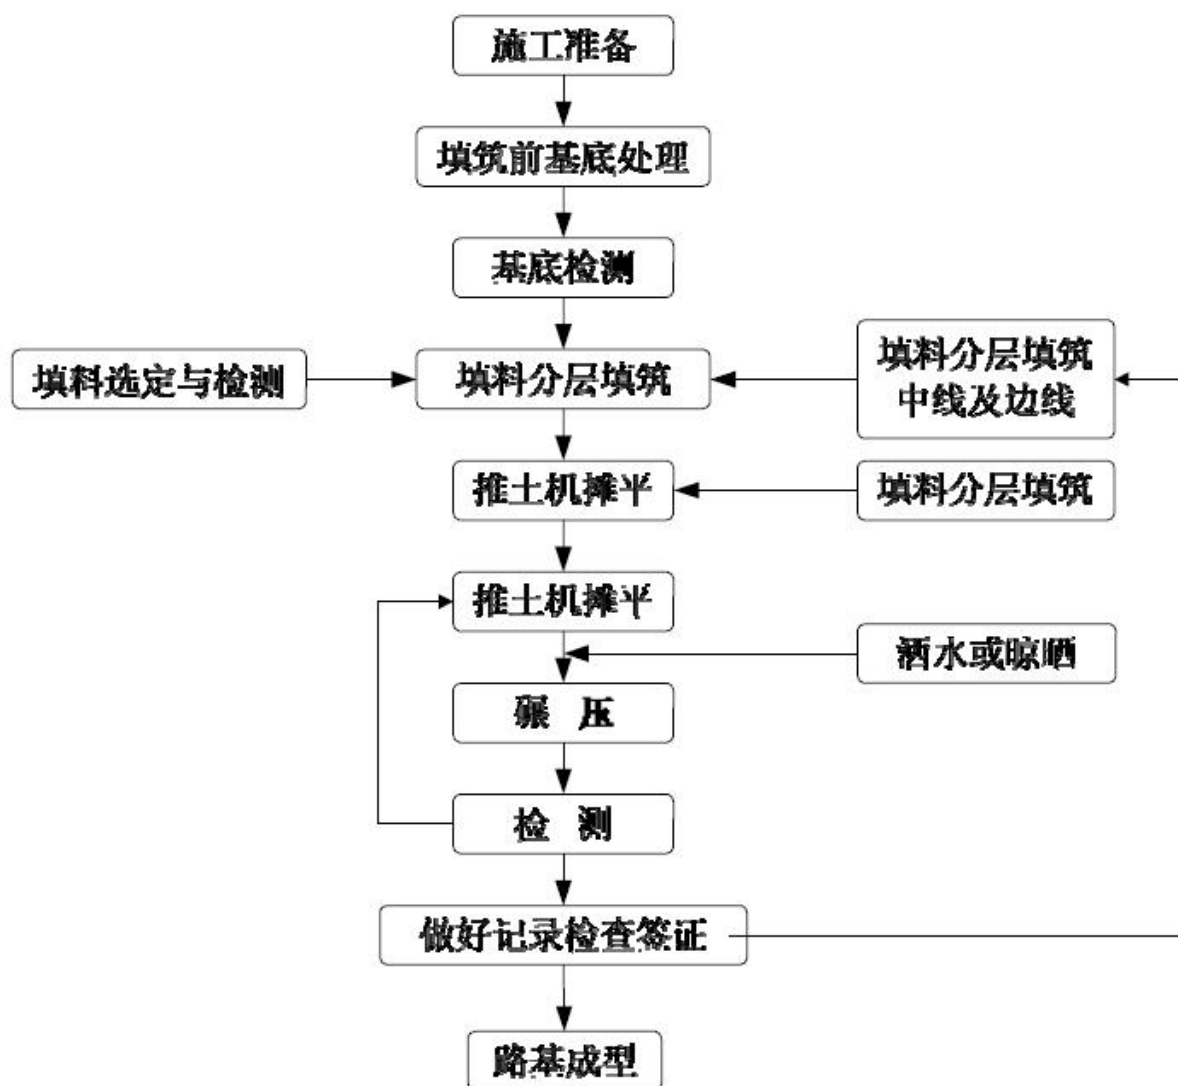 施工准备
填筑前基底处理
基底检测
填料选定与检测
填料分层填筑
填料分层填筑
中线及边线
推土机摊平
填料分层填筑
推土机摊平
洒水或晾晒
碾 压
检 测
做好记录检查签证
路基成型